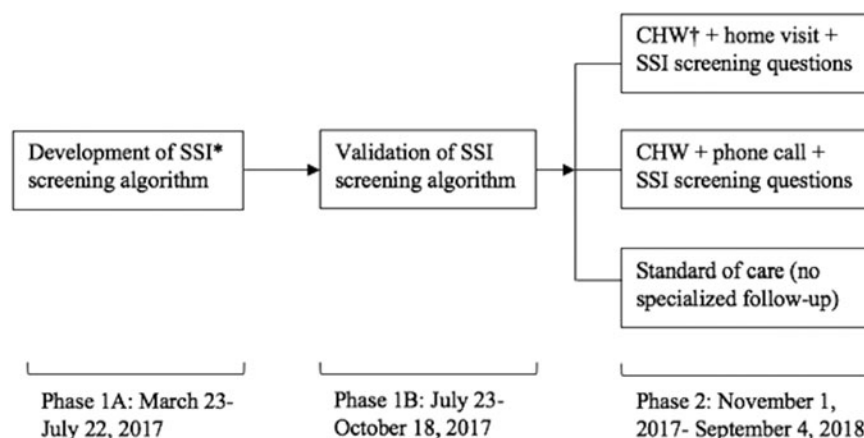 Development of SSI*
screening algorithm
Validation of SSI
screening algorithm
CHW† + home visit +
SSI screening questions
CHW + phone call +
SSI screening questions
Standard of care (no
specialized follow-up)
Phase 1A: March 23-
July 22, 2017
Phase 1B: July 23-
October 18, 2017
Phase 2: November 1,
2017- September 4, 2018